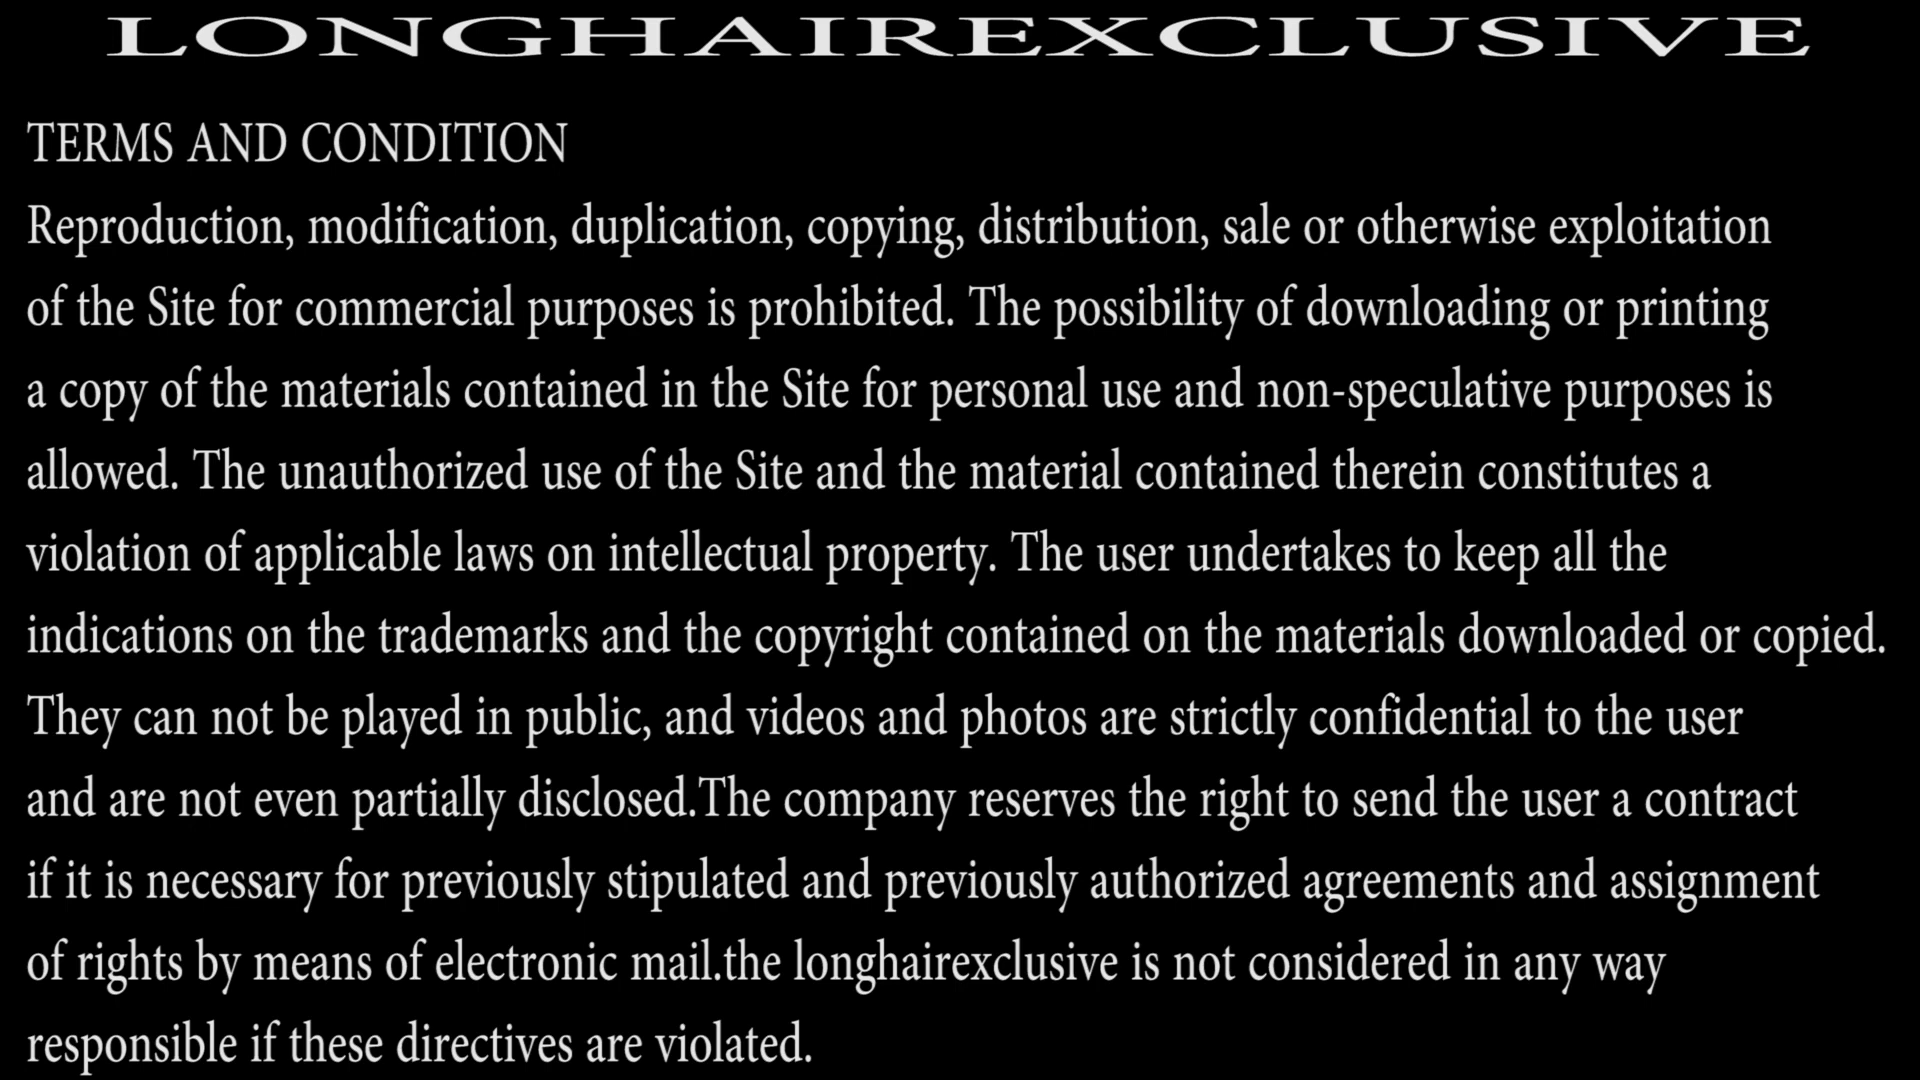 LONGHAIREXCLUSIVE
TERMS AND CONDITION
Reproduction, modification, duplication, copying, distribution, sale or otherwise exploitation
of the Site for commercial purposes is prohibited. The possibility of downloading or printing
a copy of the materials contained in the Site for personal use and non-speculative purposes is
allowed. The unauthorized use of the Site and the material contained therein constitutes a
violation of applicable laws on intellectual property. The user undertakes to keep all the
indications on the trademarks and the copyright contained on the materials downloaded or copied.
They can not be played in public, and videos and photos are strictly confidential to the user
and are not even partially disclosed.The company reserves the right to send the user a contract
if it is necessary for previously stipulated and previously authorized agreements and assignment
of rights by means of electronic mail.the longhairexclusive is not considered in any way
responsible if these directives are violated.